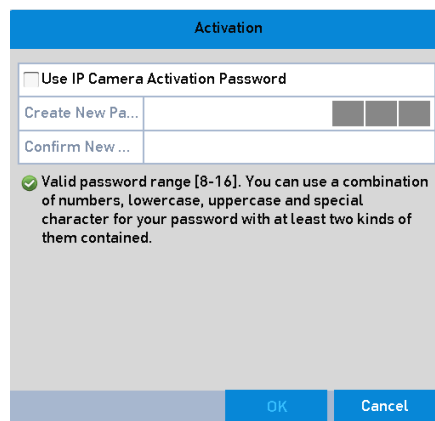 Activation
Use IP Camera Activation Password
Create New Pa...
Confirm New ...
Valid password range [8-16]. You can use a combination
of numbers, lowercase, uppercase and special
character for your password with at least two kinds of
them contained.
OK Cancel